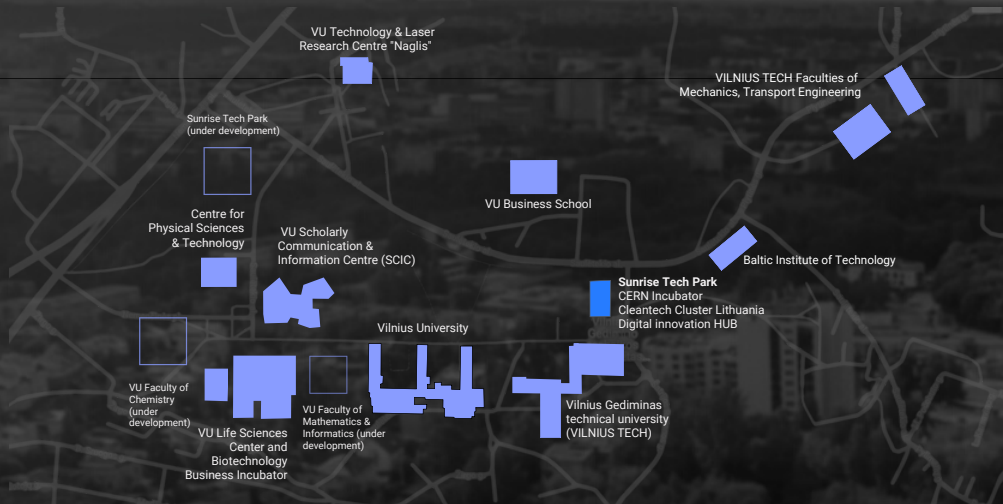 VU Technology & Laser
Research Centre "Naglis"
VILNIUS TECH Faculties of
Mechanics, Transport Engineering
Sunrise Tech Park
(under development)
VU Business School
Centre for
Physical Sciences
& Technology
VU Scholarly
Communication &
Information Centre (SCIC)
Baltic Institute of Technology
Sunrise Tech Park
CERN Incubator
Cleantech Cluster Lithuania
Digital innovation HUB
Vilnius University
VU Faculty of
Chemistry
(under
development)
VU Life Sciences
Center and
Biotechnology
Business Incubator
VU Faculty of
Mathematics &
Informatics (under
development)
Vilnius Gediminas
technical university
(VILNIUS TECH)